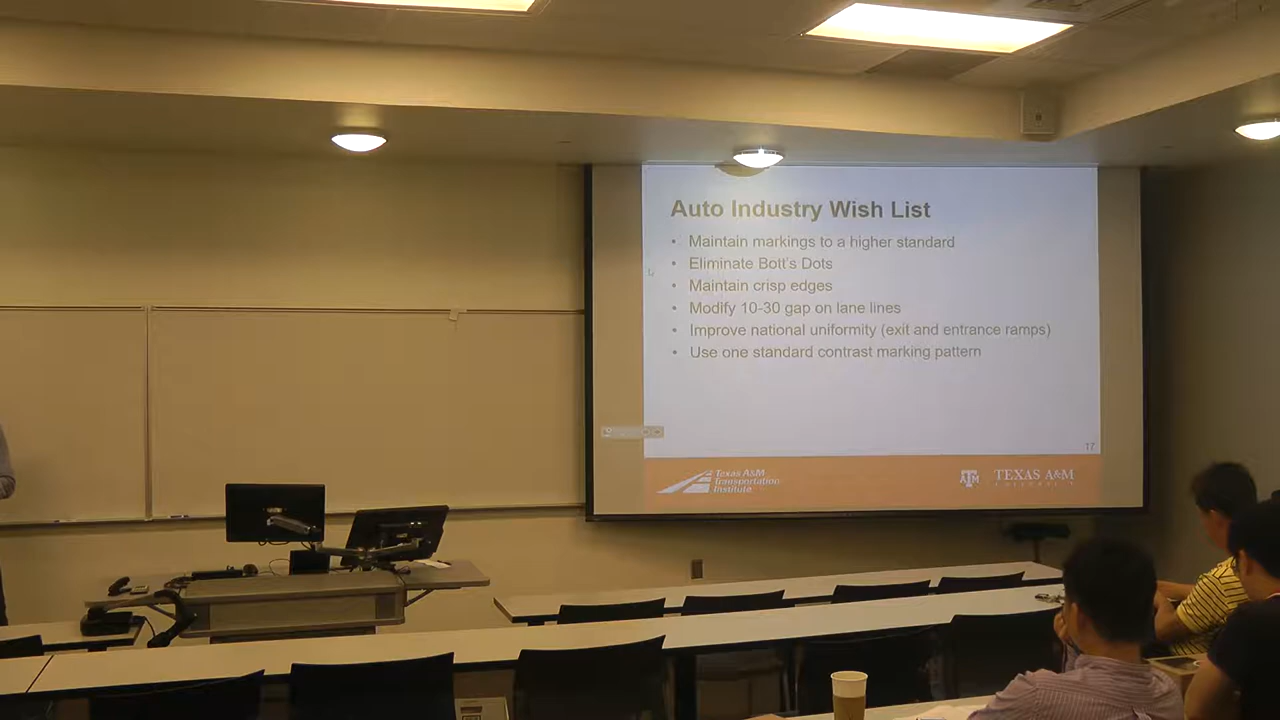 Auto Industry Wish List
• Maintain markings to a higher standard
• Eliminate Bott's Dots
• Maintain crisp edges
• Modify 10-30 gap on lane lines
• Improve national uniformity (exit and entrance ramps)
• Use one standard contrast marking pattern
17
Texas A&M
Transportation
Institute
ATM
TEXAS A&M